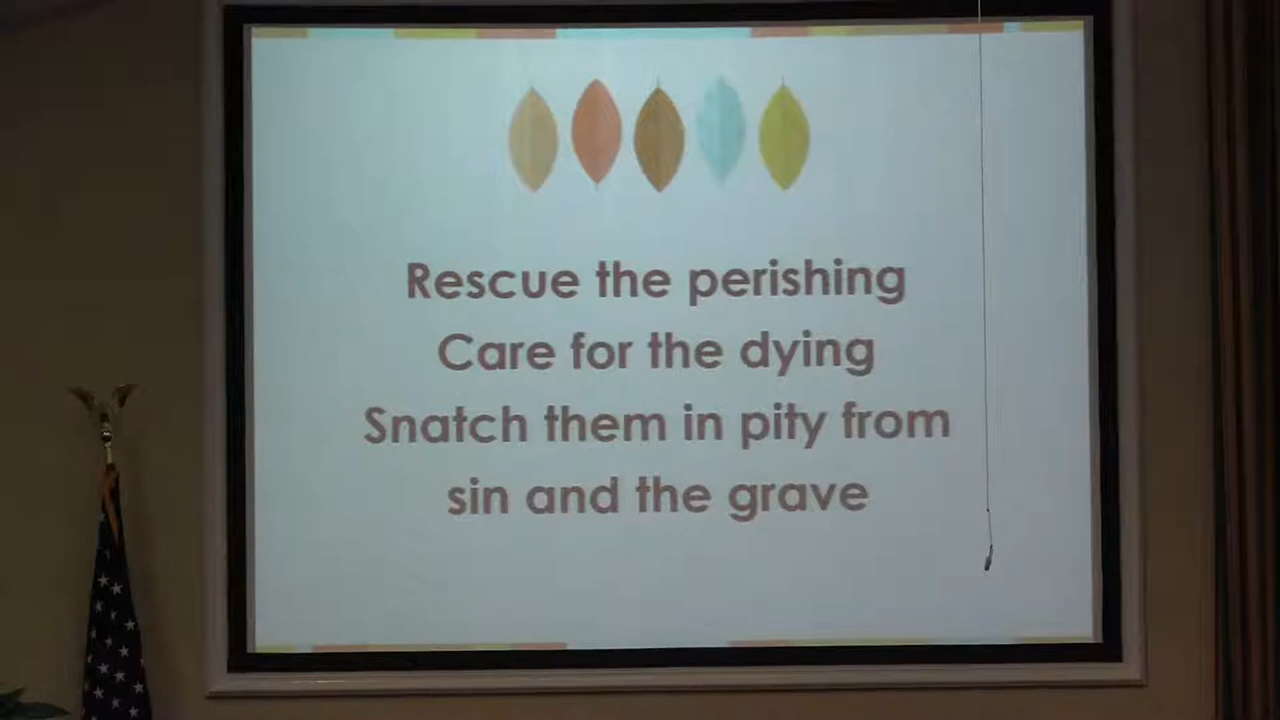 Rescue the perishing
Care for the dying
Snatch them in pity from
sin and the grave